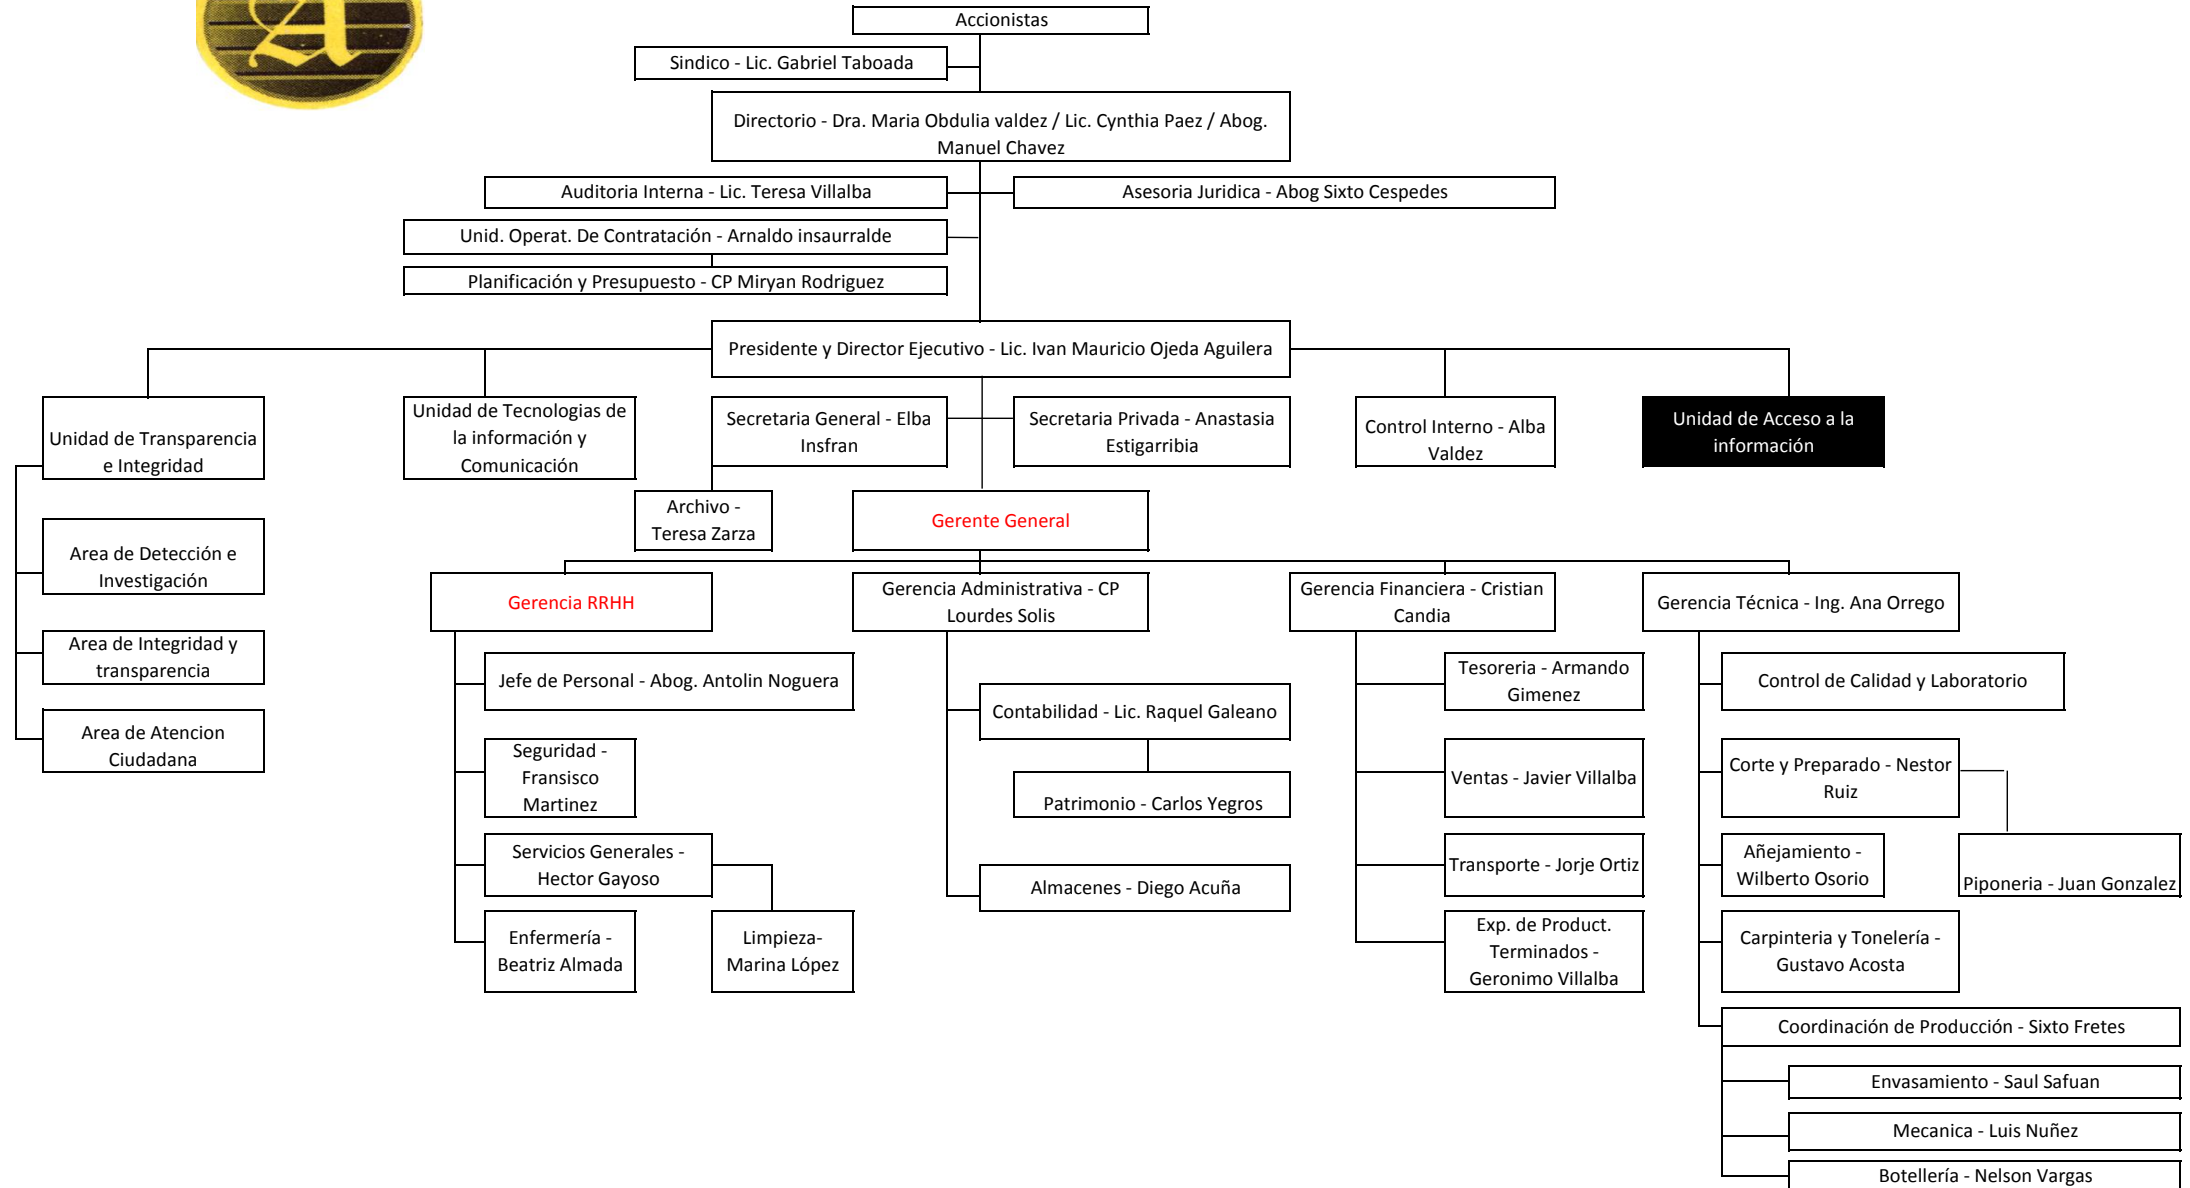 A
Accionistas
Sindico - Lic. Gabriel Taboada
Directorio - Dra. Maria Obdulia valdez / Lic. Cynthia Paez / Abog.
Manuel Chavez
Auditoria Interna - Lic. Teresa Villalba
Asesoria Juridica - Abog Sixto Cespedes
Unid. Operat. De Contratación - Arnaldo insaurralde
Planificación y Presupuesto - CP Miryan Rodriguez
Presidente y Director Ejecutivo - Lic. Ivan Mauricio Ojeda Aguilera
Unidad de Transparencia
e Integridad
Unidad de Tecnologias de
la información y
Comunicación
Secretaria General - Elba
Insfran
Secretaria Privada - Anastasia
Estigarribia
Control Interno - Alba
Valdez
Unidad de Acceso a la
información
Archivo -
Teresa Zarza
Gerente General
Area de Detección e
Investigación
Area de Integridad y
transparencia
Area de Atencion
Ciudadana
Gerencia RRHH
Gerencia Administrativa - CP
Lourdes Solis
Gerencia Financiera - Cristian
Candia
Gerencia Técnica - Ing. Ana Orrego
Jefe de Personal - Abog. Antolin Noguera
Seguridad -
Fransisco
Martinez
Servicios Generales -
Hector Gayoso
Enfermería -
Beatriz Almada
Limpieza-
Marina López
Contabilidad - Lic. Raquel Galeano
Patrimonio - Carlos Yegros
Almacenes - Diego Acuña
Tesoreria - Armando
Gimenez
Ventas - Javier Villalba
Transporte - Jorje Ortiz
Exp. de Product.
Terminados -
Geronimo Villalba
Control de Calidad y Laboratorio
Corte y Preparado - Nestor
Ruiz
Piponeria - Juan Gonzalez
Añejamiento -
Wilberto Osorio
Carpinteria y Tonelería -
Gustavo Acosta
Coordinación de Producción - Sixto Fretes
Envasamiento - Saul Safuan
Mecanica - Luis Nuñez
Botellería - Nelson Vargas